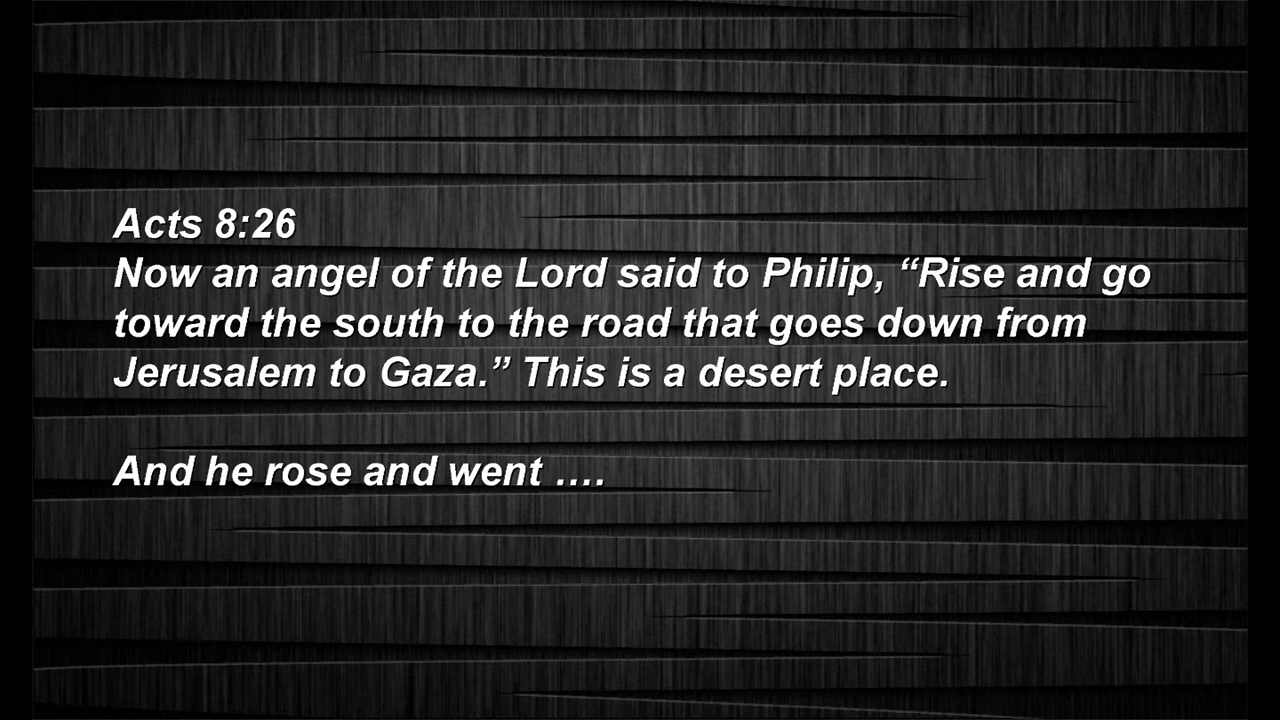 Acts 8:26
Now an angel of the Lord said to Philip, “Rise and go
toward the south to the road that goes down from
Jerusalem to Gaza.” This is a desert place.
And he rose and went ….